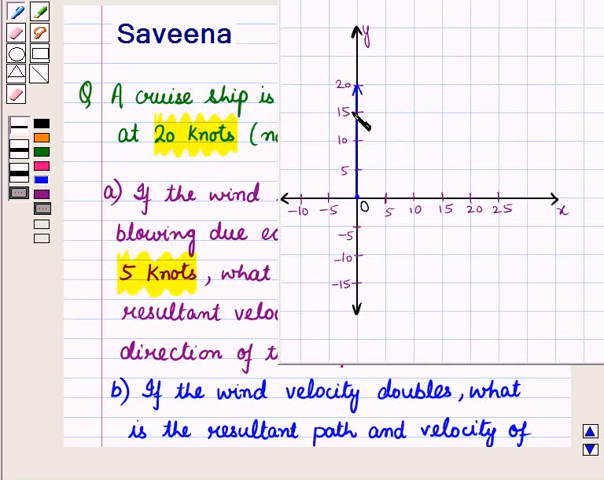 Saveena
Q A cruise ship is
at 20 Knots (n
a) If the wind
blowing due e
5 Knots, what
resultant velo
direction of t
b) If the wind velocity doubles, what
is the resultant path and velocity of
y
20
15
10
5
-10 -5 0 5 10 15 20 25 x
-5
-10
-15